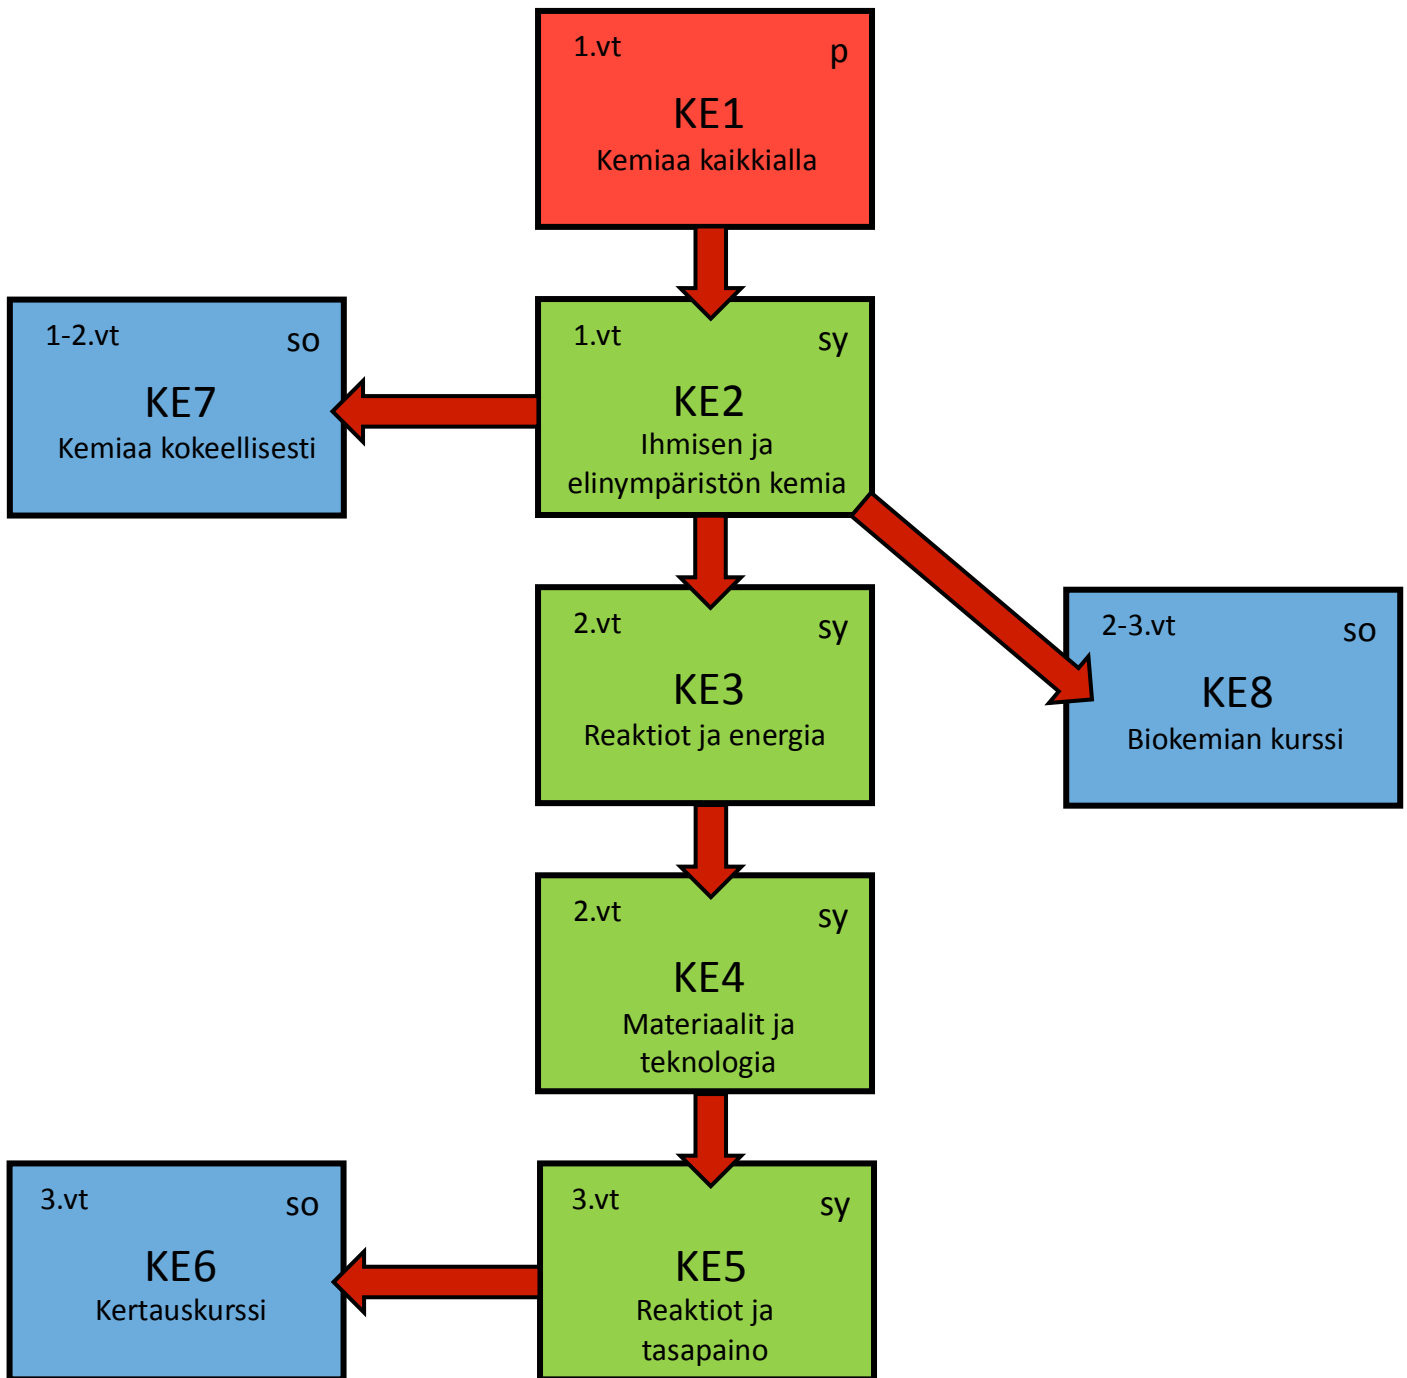 1.vt p
KE1
Kemiaa kaikkialla
1-2.vt so
KE7
Kemiaa kokeellisesti
1.vt sy
KE2
Ihmisen ja
elinympäristön kemia
2.vt sy
KE3
Reaktiot ja energia
2-3.vt so
KE8
Biokemian kurssi
2.vt sy
KE4
Materiaalit ja
teknologia
3.vt so
KE6
Kertauskurssi
3.vt sy
KE5
Reaktiot ja
tasapaino